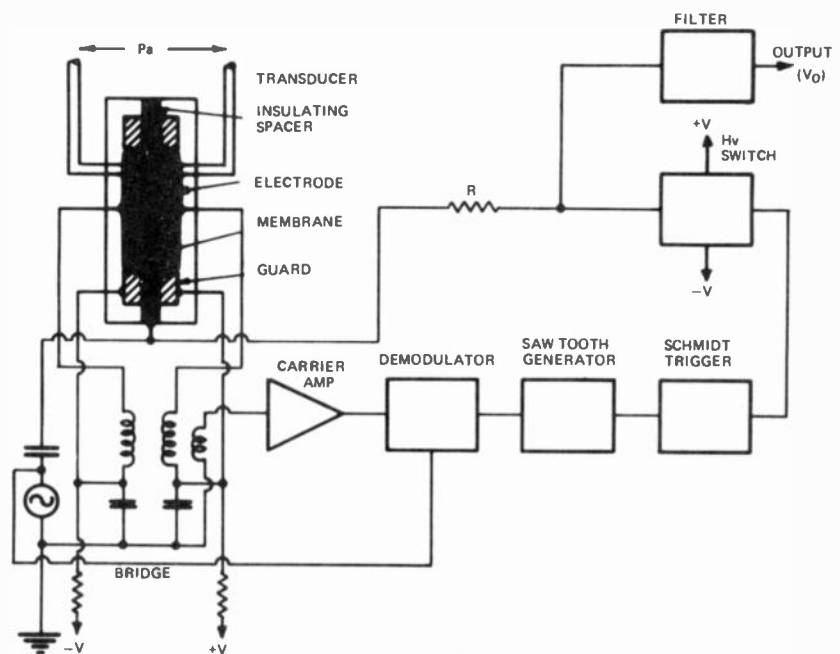 Pa
TRANSDUCER
INSULATING
SPACER
ELECTRODE
MEMBRANE
GUARD
FILTER
OUTPUT
(VO)
+V
Hv
SWITCH
-V
R
CARRIER
AMP
DEMODULATOR
SAW TOOTH
GENERATOR
SCHMIDT
TRIGGER
BRIDGE
-V
+V